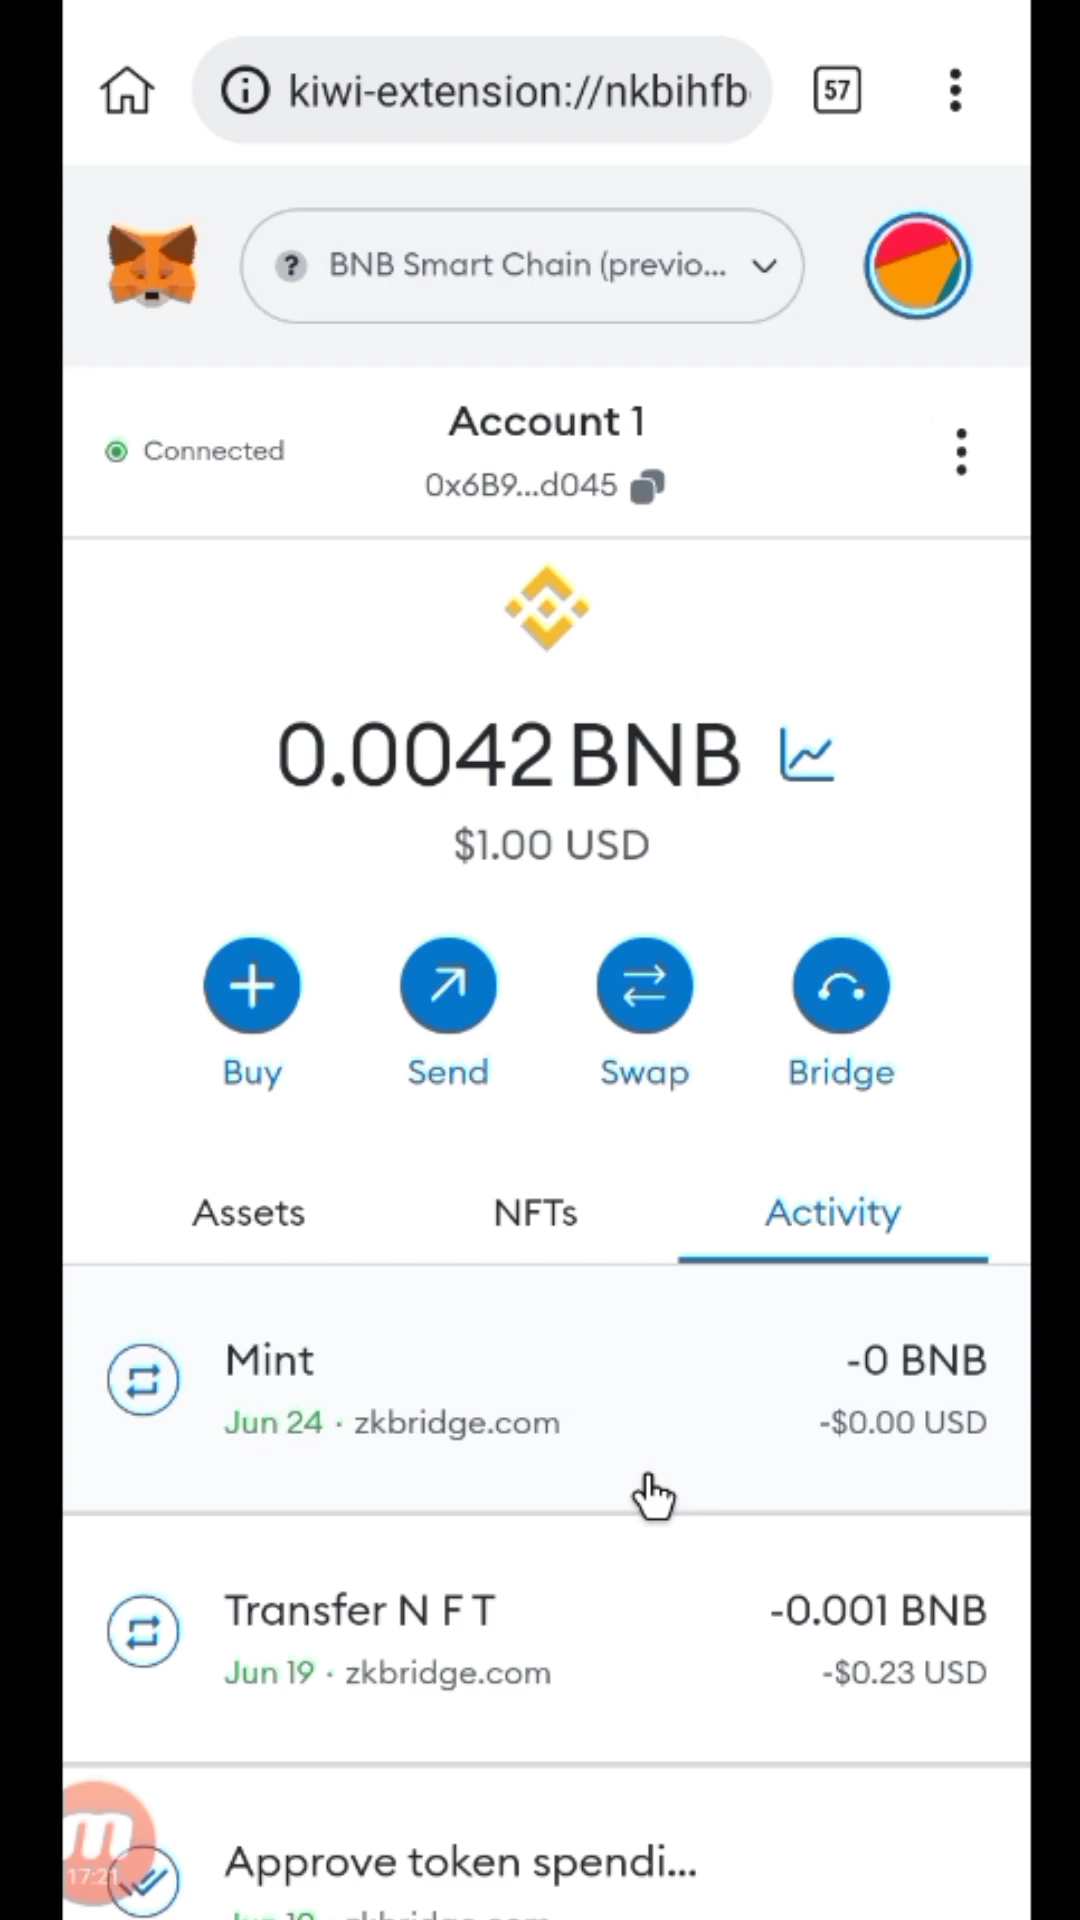 kiwi-extension://nkbihfb
57
? BNB Smart Chain (previo...
Account 1
Connected
0x6B9...d045
0.0042 BNB
$1.00 USD
Buy Send Swap Bridge
Assets NFTs Activity
Mint -0 BNB
Jun 24 · zkbridge.com -$0.00 USD
Transfer N F T -0.001 BNB
Jun 19 · zkbridge.com -$0.23 USD
m
17:21
Approve token spendi...